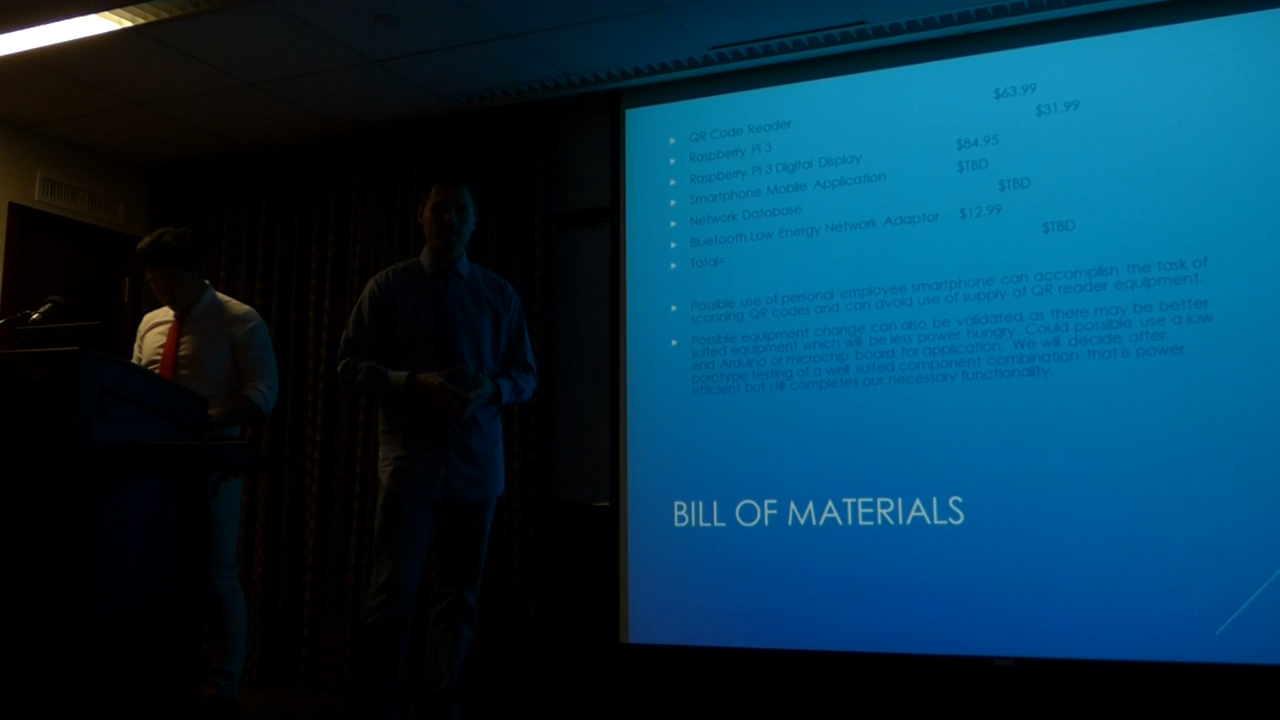 QR Code Reader $63.99
Raspberry Pi 3 $31.99
Raspberry Pi 3 Digital Display $84.95
Smartphone Mobile Application $TBD
Network Database $TBD
Bluetooth Low Energy Network Adaptor $12.99
Total= $TBD
Possible use of personal employee smartphone can accomplish the task of
scanning QR codes and can avoid use of supply of QR reader equipment.
Possible equipment change can also be validated as there may be better
suited equipment which will be less power hungry. Could possible use a low
end Arduino or microchip board for application. We will decide after
porotype testing of a well suited component combination that is power
efficient but still completes our necessary functionality.
BILL OF MATERIALS